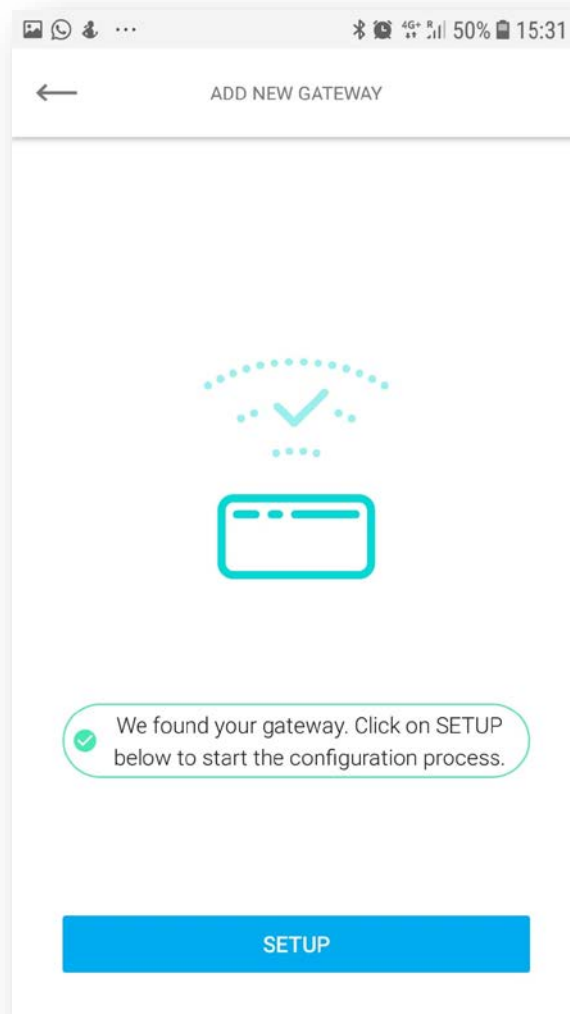 4G+ R 50% 15:31
ADD NEW GATEWAY
We found your gateway. Click on SETUP
below to start the configuration process.
SETUP